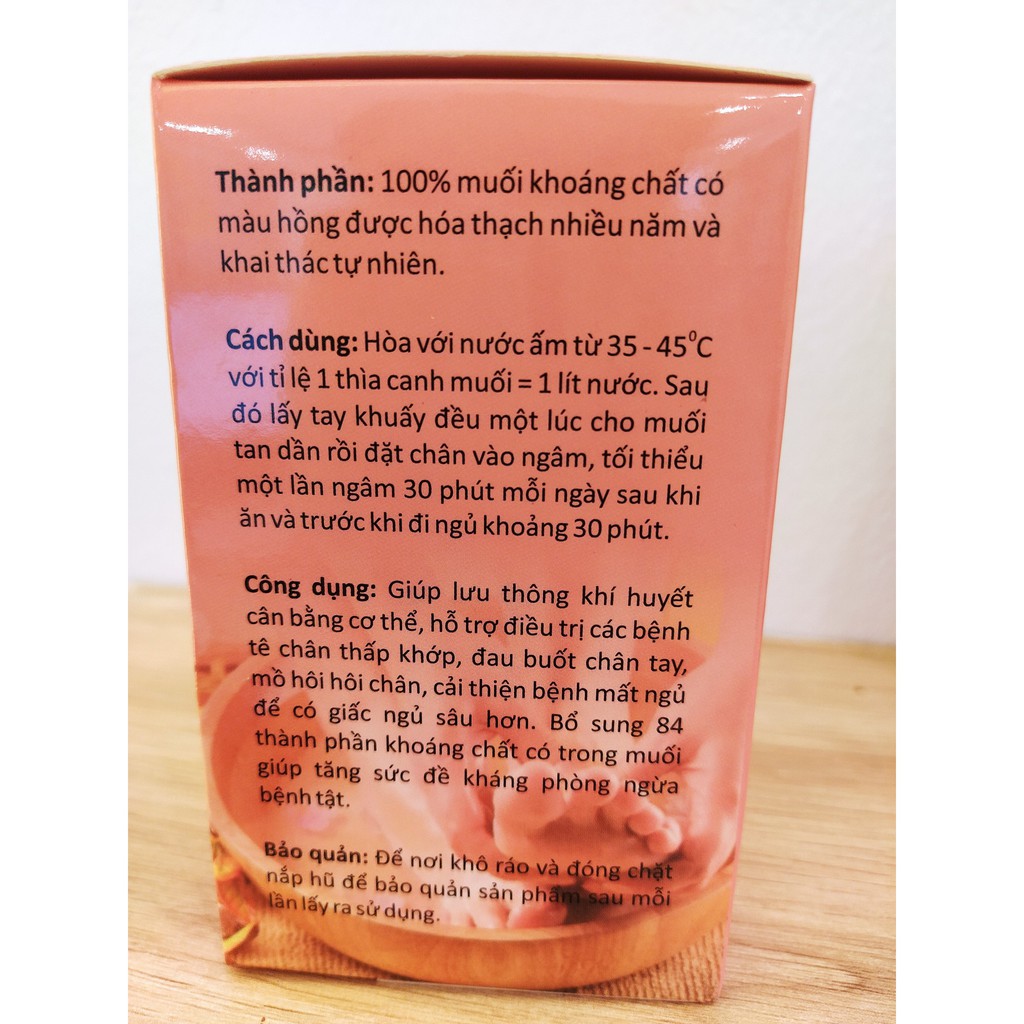 Thành phần: 100% muối khoáng chất có
màu hồng được hóa thạch nhiều năm và
khai thác tự nhiên.
Cách dùng: Hòa với nước ấm từ 35 - 45⁰C
với tỉ lệ 1 thìa canh muối = 1 lít nước. Sau
đó lấy tay khuấy đều một lúc cho muối
tan dần rồi đặt chân vào ngâm, tối thiểu
một lần ngâm 30 phút mỗi ngày sau khi
ăn và trước khi đi ngủ khoảng 30 phút.
Công dụng: Giúp lưu thông khí huyết
cân bằng cơ thể, hỗ trợ điều trị các bệnh
tê chân thấp khớp, đau buốt chân tay,
mồ hôi hôi chân, cải thiện bệnh mất ngủ
để có giấc ngủ sâu hơn. Bổ sung 84
thành phần khoáng chất có trong muối
giúp tăng sức đề kháng phòng ngừa
bệnh tật.
Bảo quản: Để nơi khô ráo và đóng chặt
nắp hũ để bảo quản sản phẩm sau mỗi
lần lấy ra sử dụng.